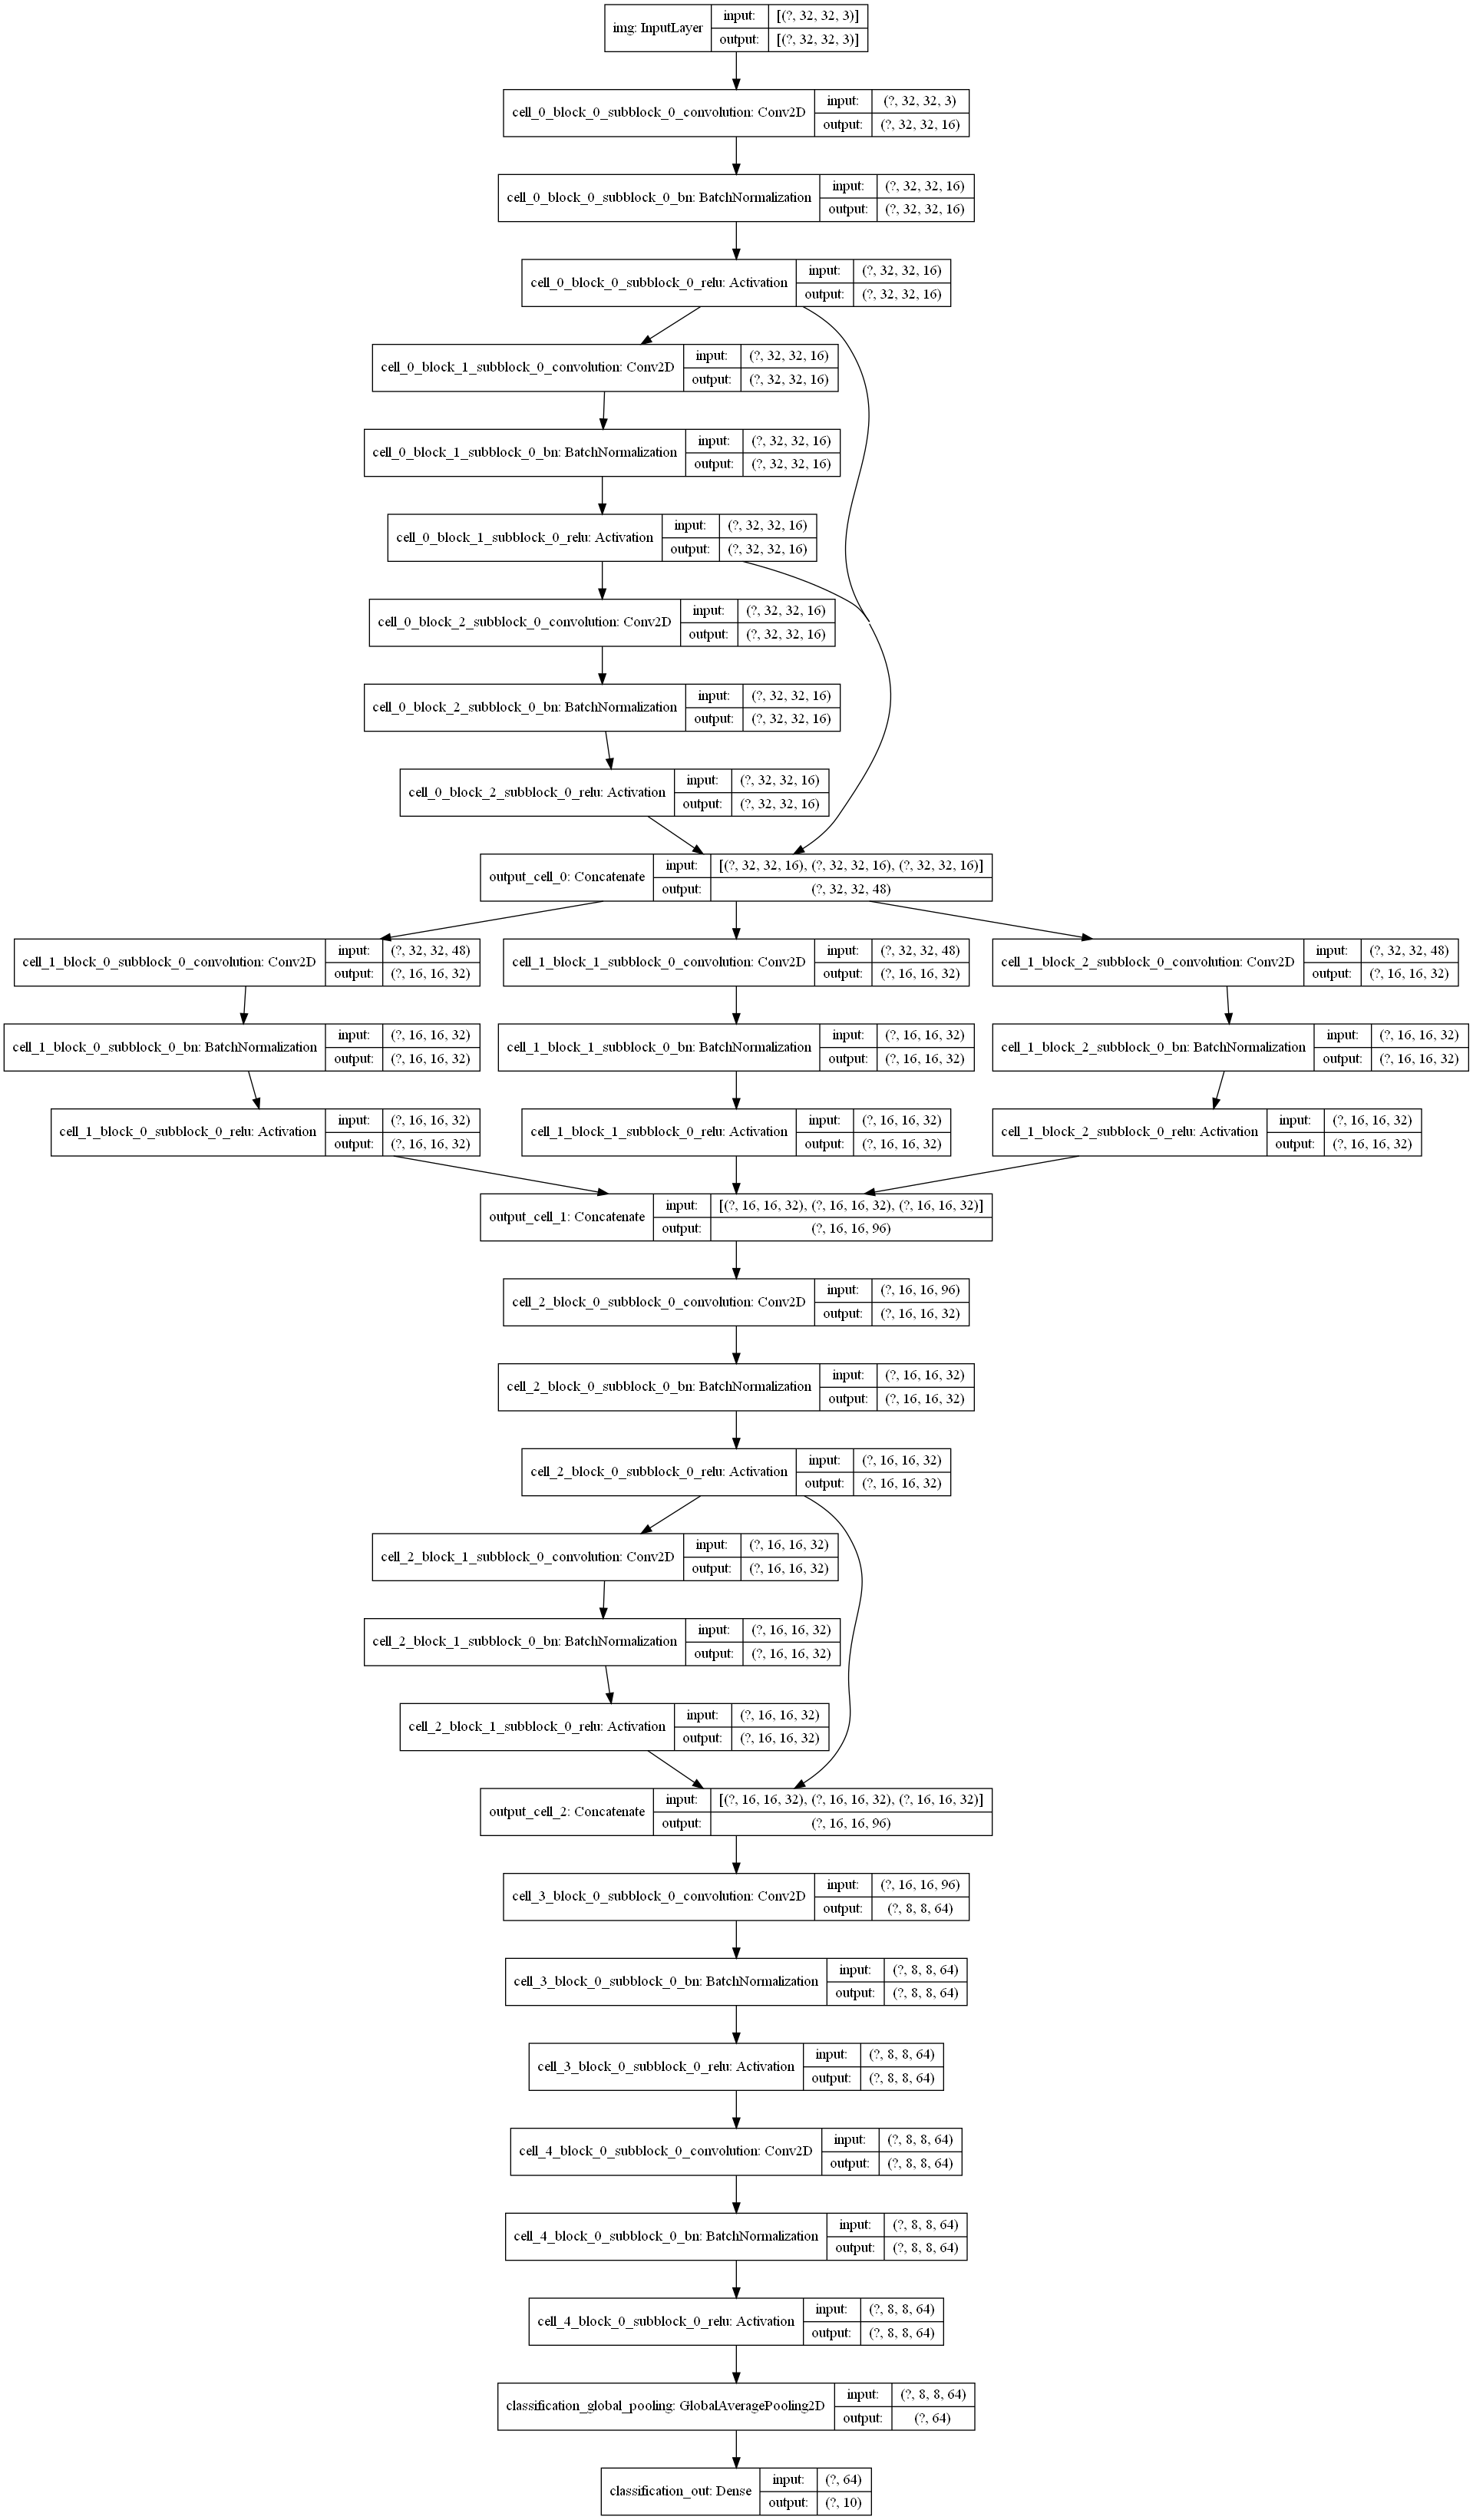 img: InputLayer
input: [(?, 32, 32, 3)]
output: [(?, 32, 32, 3)]
cell_0_block_0_subblock_0_convolution: Conv2D
input: (?, 32, 32, 3)
output: (?, 32, 32, 16)
cell_0_block_0_subblock_0_bn: BatchNormalization
input: (?, 32, 32, 16)
output: (?, 32, 32, 16)
cell_0_block_0_subblock_0_relu: Activation
input: (?, 32, 32, 16)
output: (?, 32, 32, 16)
cell_0_block_1_subblock_0_convolution: Conv2D
input: (?, 32, 32, 16)
output: (?, 32, 32, 16)
cell_0_block_1_subblock_0_bn: BatchNormalization
input: (?, 32, 32, 16)
output: (?, 32, 32, 16)
cell_0_block_1_subblock_0_relu: Activation
input: (?, 32, 32, 16)
output: (?, 32, 32, 16)
cell_0_block_2_subblock_0_convolution: Conv2D
input: (?, 32, 32, 16)
output: (?, 32, 32, 16)
cell_0_block_2_subblock_0_bn: BatchNormalization
input: (?, 32, 32, 16)
output: (?, 32, 32, 16)
cell_0_block_2_subblock_0_relu: Activation
input: (?, 32, 32, 16)
output: (?, 32, 32, 16)
output_cell_0: Concatenate
input: [(?, 32, 32, 16), (?, 32, 32, 16), (?, 32, 32, 16)]
output: (?, 32, 32, 48)
cell_1_block_0_subblock_0_convolution: Conv2D
input: (?, 32, 32, 48)
output: (?, 16, 16, 32)
cell_1_block_1_subblock_0_convolution: Conv2D
input: (?, 32, 32, 48)
output: (?, 16, 16, 32)
cell_1_block_2_subblock_0_convolution: Conv2D
input: (?, 32, 32, 48)
output: (?, 16, 16, 32)
cell_1_block_0_subblock_0_bn: BatchNormalization
input: (?, 16, 16, 32)
output: (?, 16, 16, 32)
cell_1_block_1_subblock_0_bn: BatchNormalization
input: (?, 16, 16, 32)
output: (?, 16, 16, 32)
cell_1_block_2_subblock_0_bn: BatchNormalization
input: (?, 16, 16, 32)
output: (?, 16, 16, 32)
cell_1_block_0_subblock_0_relu: Activation
input: (?, 16, 16, 32)
output: (?, 16, 16, 32)
cell_1_block_1_subblock_0_relu: Activation
input: (?, 16, 16, 32)
output: (?, 16, 16, 32)
cell_1_block_2_subblock_0_relu: Activation
input: (?, 16, 16, 32)
output: (?, 16, 16, 32)
output_cell_1: Concatenate
input: [(?, 16, 16, 32), (?, 16, 16, 32), (?, 16, 16, 32)]
output: (?, 16, 16, 96)
cell_2_block_0_subblock_0_convolution: Conv2D
input: (?, 16, 16, 96)
output: (?, 16, 16, 32)
cell_2_block_0_subblock_0_bn: BatchNormalization
input: (?, 16, 16, 32)
output: (?, 16, 16, 32)
cell_2_block_0_subblock_0_relu: Activation
input: (?, 16, 16, 32)
output: (?, 16, 16, 32)
cell_2_block_1_subblock_0_convolution: Conv2D
input: (?, 16, 16, 32)
output: (?, 16, 16, 32)
cell_2_block_1_subblock_0_bn: BatchNormalization
input: (?, 16, 16, 32)
output: (?, 16, 16, 32)
cell_2_block_1_subblock_0_relu: Activation
input: (?, 16, 16, 32)
output: (?, 16, 16, 32)
output_cell_2: Concatenate
input: [(?, 16, 16, 32), (?, 16, 16, 32), (?, 16, 16, 32)]
output: (?, 16, 16, 96)
cell_3_block_0_subblock_0_convolution: Conv2D
input: (?, 16, 16, 96)
output: (?, 8, 8, 64)
cell_3_block_0_subblock_0_bn: BatchNormalization
input: (?, 8, 8, 64)
output: (?, 8, 8, 64)
cell_3_block_0_subblock_0_relu: Activation
input: (?, 8, 8, 64)
output: (?, 8, 8, 64)
cell_4_block_0_subblock_0_convolution: Conv2D
input: (?, 8, 8, 64)
output: (?, 8, 8, 64)
cell_4_block_0_subblock_0_bn: BatchNormalization
input: (?, 8, 8, 64)
output: (?, 8, 8, 64)
cell_4_block_0_subblock_0_relu: Activation
input: (?, 8, 8, 64)
output: (?, 8, 8, 64)
classification_global_pooling: GlobalAveragePooling2D
input: (?, 8, 8, 64)
output: (?, 64)
classification_out: Dense
input: (?, 64)
output: (?, 10)